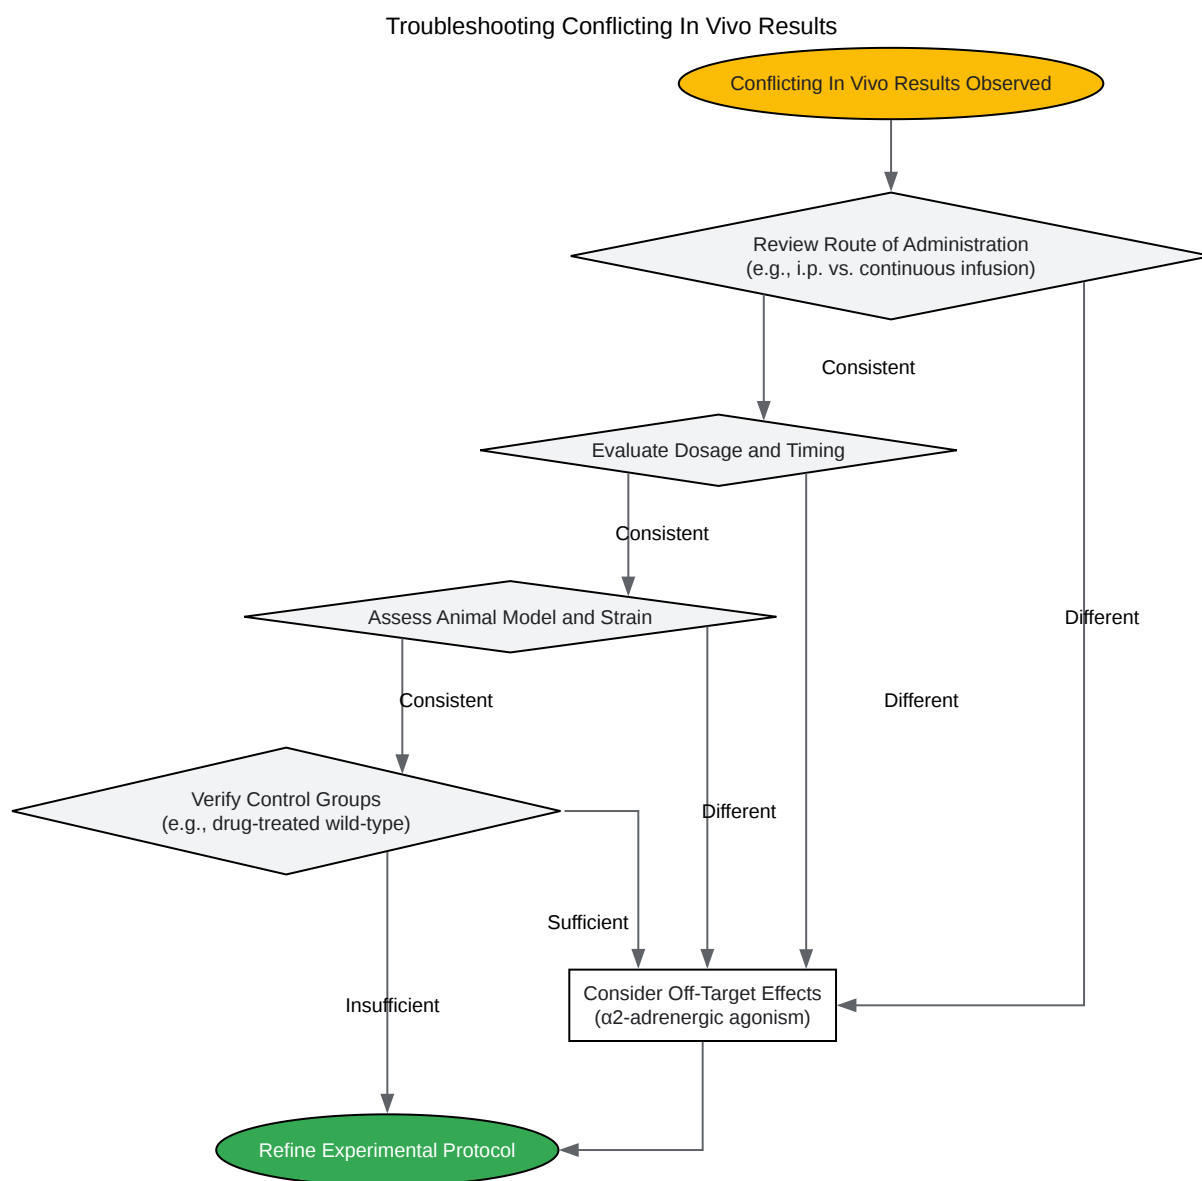 Troubleshooting Conflicting In Vivo Results
Conflicting In Vivo Results Observed
Review Route of Administration
(e.g., i.p. vs. continuous infusion)
Consistent
Evaluate Dosage and Timing
Consistent
Assess Animal Model and Strain
Different
Consistent
Different
Verify Control Groups
(e.g., drug-treated wild-type)
Different
Sufficient
Consider Off-Target Effects
(α2-adrenergic agonism)
Insufficient
Refine Experimental Protocol